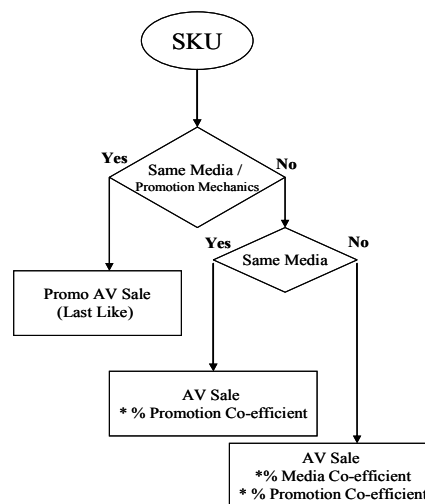 SKU
Yes
No
Same Media /
Promotion Mechanics
Yes
No
Same Media
Promo AV Sale
(Last Like)
AV Sale
* % Promotion Co-efficient
AV Sale
*% Media Co-efficient
* % Promotion Co-efficient